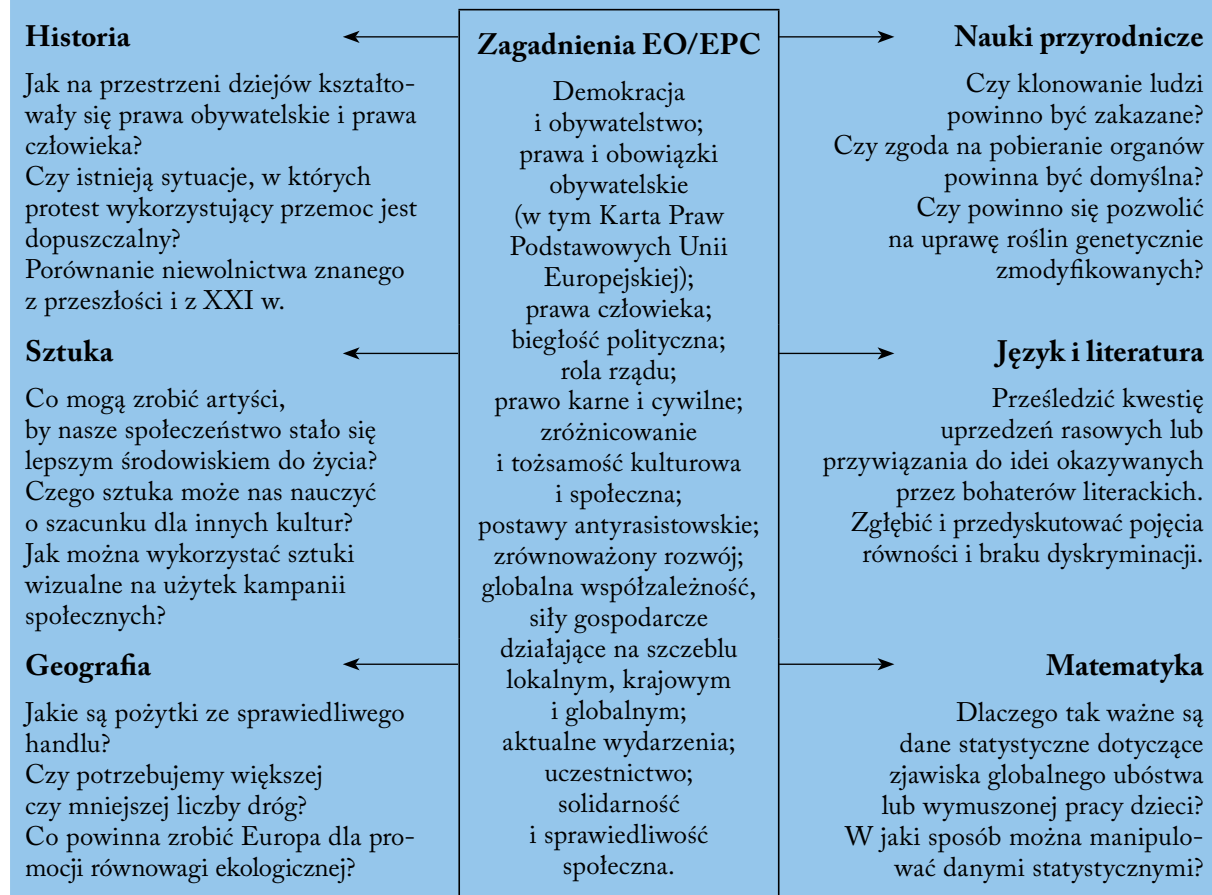 Historia
Jak na przestrzeni dziejów kształto-
wały się prawa obywatelskie i prawa
człowieka?
Czy istnieją sytuacje, w których
protest wykorzystujący przemoc jest
dopuszczalny?
Porównanie niewolnictwa znanego
z przeszłości i z XXI w.
Sztuka
Co mogą zrobić artyści,
by nasze społeczeństwo stało się
lepszym środowiskiem do życia?
Czego sztuka może nas nauczyć
o szacunku dla innych kultur?
Jak można wykorzystać sztuki
wizualne na użytek kampanii
społecznych?
Geografia
Jakie są pożytki ze sprawiedliwego
handlu?
Czy potrzebujemy większej
czy mniejszej liczby dróg?
Co powinna zrobić Europa dla pro-
mocji równowagi ekologicznej?
Zagadnienia EO/EPC
Demokracja
i obywatelstwo;
prawa i obowiązki
obywatelskie
(w tym Karta Praw
Podstawowych Unii
Europejskiej);
prawa człowieka;
biegłość polityczna;
rola rządu;
prawo karne i cywilne;
zróżnicowanie
i tożsamość kulturowa
i społeczna;
postawy antyrasistowskie;
zrównoważony rozwój;
globalna współzależność,
siły gospodarcze
działające na szczeblu
lokalnym, krajowym
i globalnym;
aktualne wydarzenia;
uczestnictwo;
solidarność
i sprawiedliwość
społeczna.
Nauki przyrodnicze
Czy klonowanie ludzi
powinno być zakazane?
Czy zgoda na pobieranie organów
powinna być domyślna?
Czy powinno się pozwolić
na uprawę roślin genetycznie
zmodyfikowanych?
Język i literatura
Prześledzić kwestię
uprzedzeń rasowych lub
przywiązania do idei okazywanych
przez bohaterów literackich.
Zgłębić i przedyskutować pojęcia
równości i braku dyskryminacji.
Matematyka
Dlaczego tak ważne są
dane statystyczne dotyczące
zjawiska globalnego ubóstwa
lub wymuszonej pracy dzieci?
W jaki sposób można manipulo-
wać danymi statystycznymi?